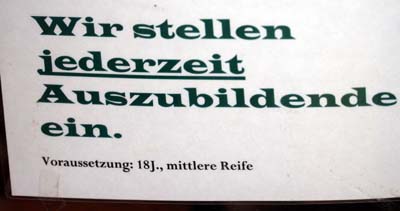 Wir stellen
jederzeit
Auszubildende
ein.
Voraussetzung: 18J., mittlere Reife